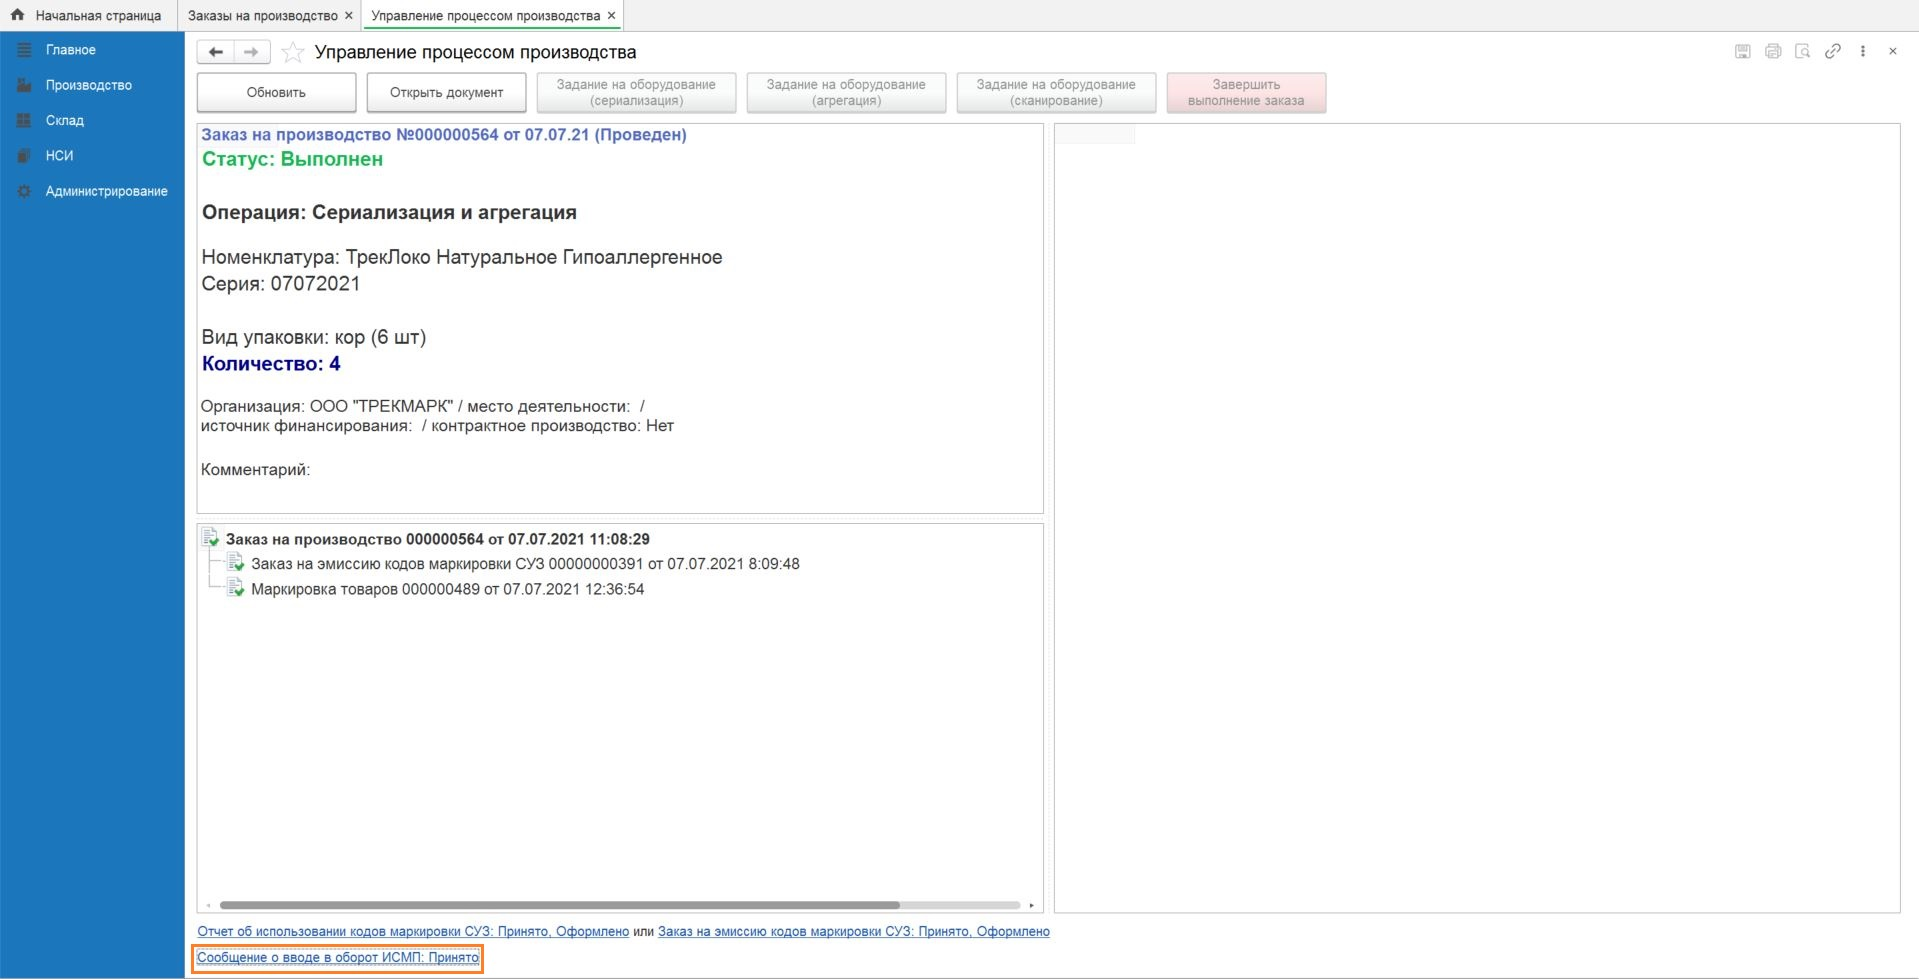 Начальная страница
Заказы на производство ×
Управление процессом производства ×
Главное
Производство
Склад
НСИ
Администрирование
Управление процессом производства
Обновить
Открыть документ
Задание на оборудование
(сериализация)
Задание на оборудование
(агрегация)
Задание на оборудование
(сканирование)
Завершить
выполнение заказа
Заказ на производство №000000564 от 07.07.21 (Проведен)
Статус: Выполнен
Операция: Сериализация и агрегация
Номенклатура: ТрекЛоко Натуральное Гипоаллергенное
Серия: 07072021
Вид упаковки: кор (6 шт)
Количество: 4
Организация: ООО "ТРЕКМАРК" / место деятельности:  /
источник финансирования:  / контрактное производство: Нет
Комментарий:
Заказ на производство 000000564 от 07.07.2021 11:08:29
Заказ на эмиссию кодов маркировки СУЗ 00000000391 от 07.07.2021 8:09:48
Маркировка товаров 000000489 от 07.07.2021 12:36:54
Отчет об использовании кодов маркировки СУЗ: Принято, Оформлено или Заказ на эмиссию кодов маркировки СУЗ: Принято, Оформлено
Сообщение о вводе в оборот ИСМП: Принято